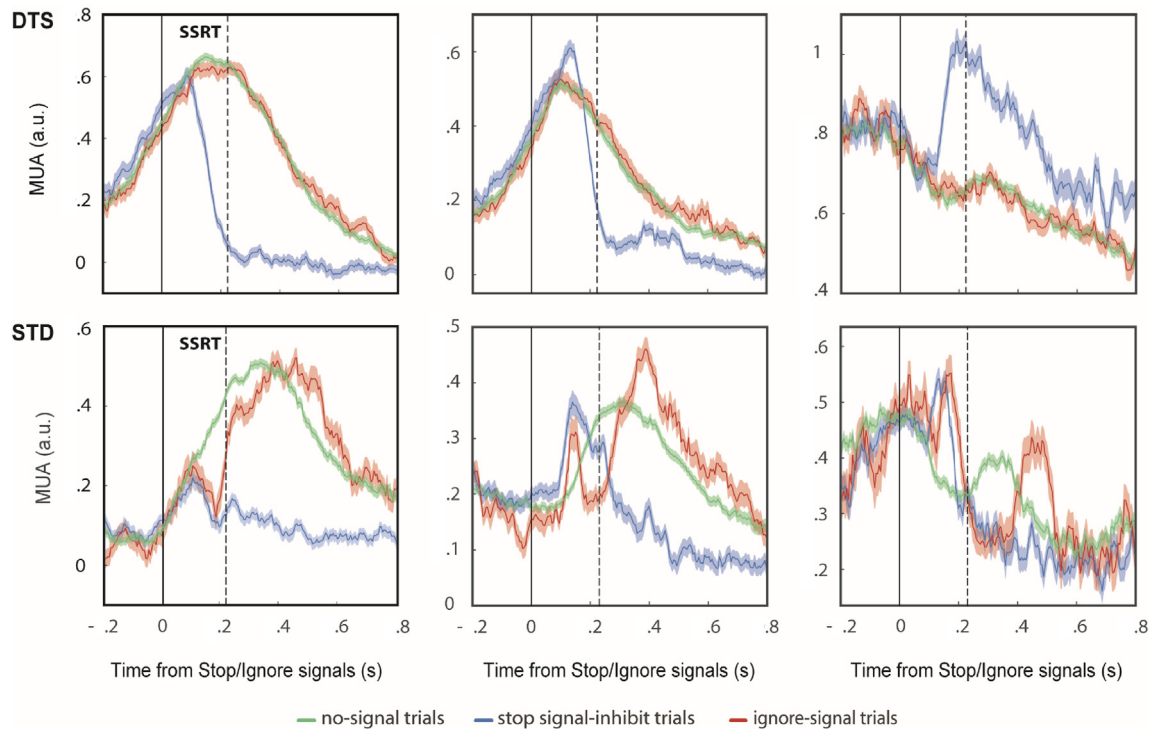 DTS
SSRT
MUA (a.u.)
.8
.6
.4
.2
0
.6
.4
.2
0
1
.8
.6
.4
STD
SSRT
MUA (a.u.)
.6
.4
.2
0
.5
.4
.3
.2
.1
0
.6
.5
.4
.3
.2
- .2 0 .2 .4 .6 .8
- .2 0 .2 .4 .6 .8
- .2 0 .2 .4 .6 .8
Time from Stop/Ignore signals (s)
Time from Stop/Ignore signals (s)
Time from Stop/Ignore signals (s)
no-signal trials
stop signal-inhibit trials
ignore-signal trials